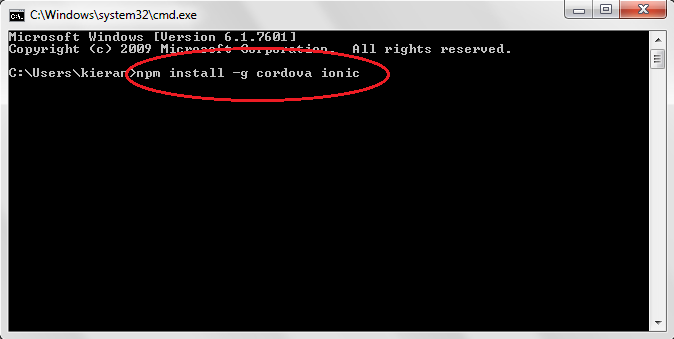 C:\Windows\system32\cmd.exe
Microsoft Windows [Version 6.1.7601]
Copyright (c) 2009 Microsoft Corporation.  All rights reserved.
C:\Users\kieran>npm install -g cordova ionic